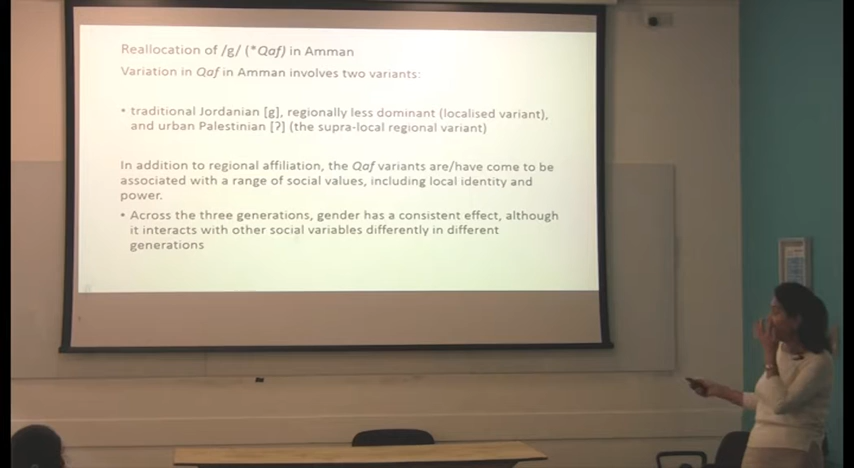 Reallocation of /g/ (*Qaf) in Amman
Variation in Qaf in Amman involves two variants:
• traditional Jordanian [g], regionally less dominant (localised variant),
and urban Palestinian [ʔ] (the supra-local regional variant)
In addition to regional affiliation, the Qaf variants are/have come to be
associated with a range of social values, including local identity and
power.
• Across the three generations, gender has a consistent effect, although
it interacts with other social variables differently in different
generations